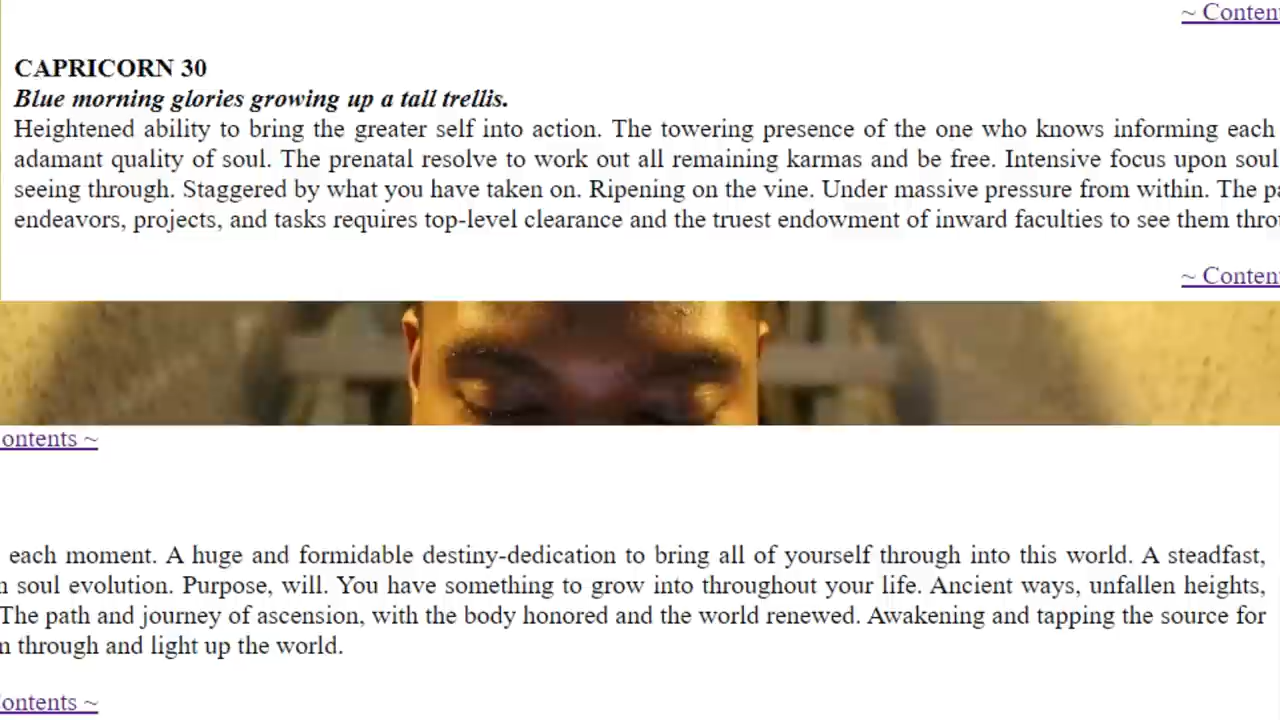 ~ Conten
CAPRICORN 30
Blue morning glories growing up a tall trellis.
Heightened ability to bring the greater self into action. The towering presence of the one who knows informing each
adamant quality of soul. The prenatal resolve to work out all remaining karmas and be free. Intensive focus upon soul
seeing through. Staggered by what you have taken on. Ripening on the vine. Under massive pressure from within. The pa
endeavors, projects, and tasks requires top-level clearance and the truest endowment of inward faculties to see them throu
~ Conten
ontents ~
each moment. A huge and formidable destiny-dedication to bring all of yourself through into this world. A steadfast,
n soul evolution. Purpose, will. You have something to grow into throughout your life. Ancient ways, unfallen heights,
The path and journey of ascension, with the body honored and the world renewed. Awakening and tapping the source for
n through and light up the world.
ontents ~